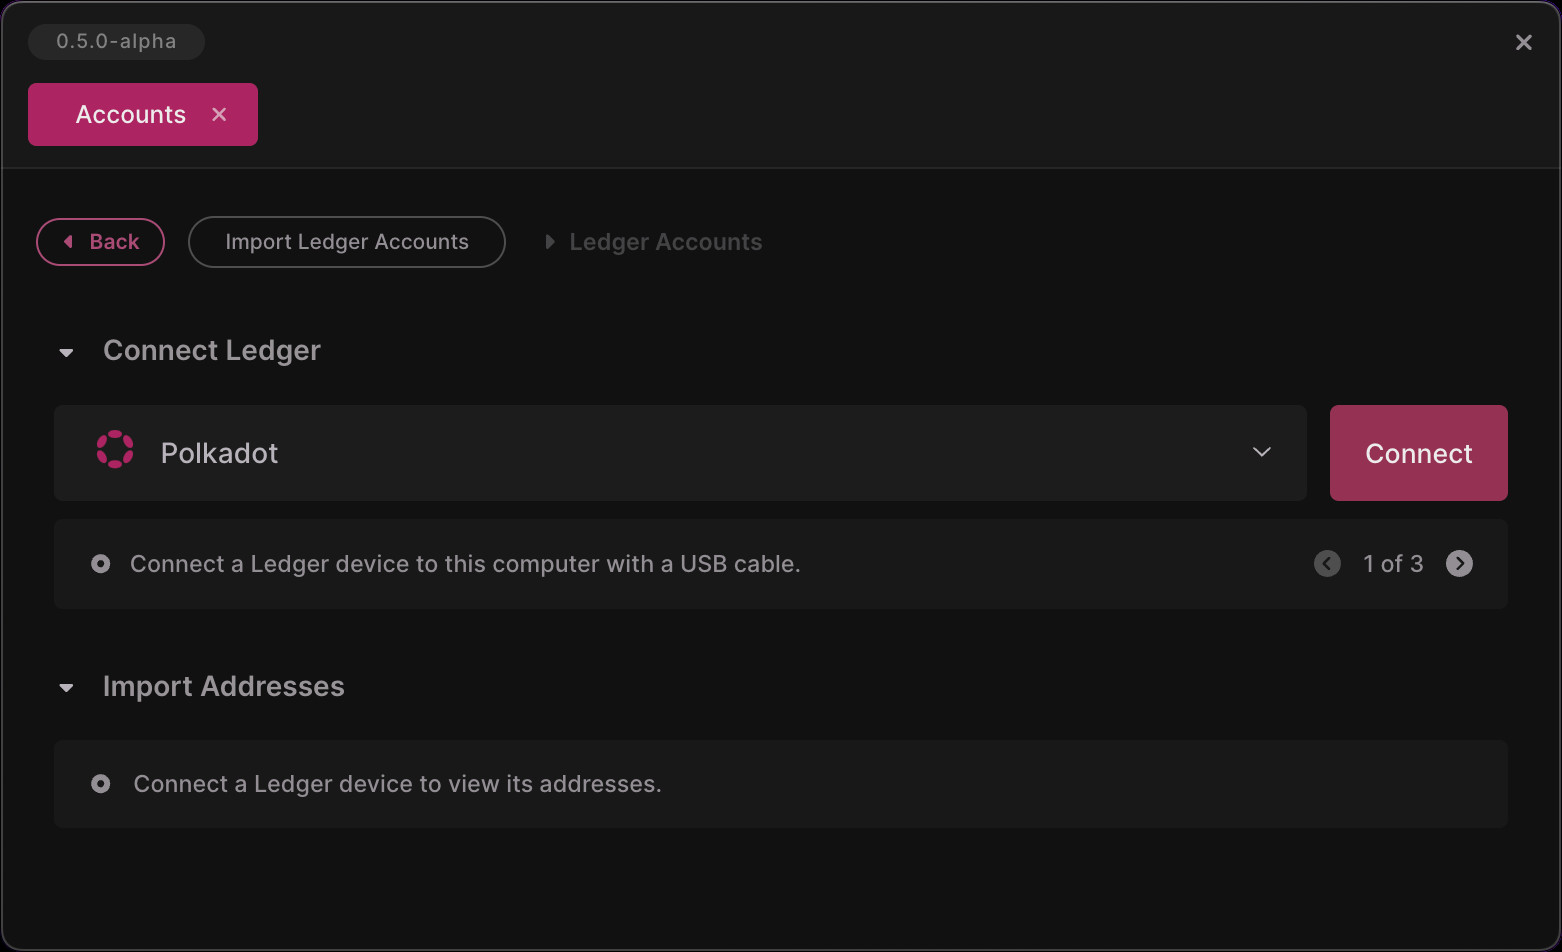 0.5.0-alpha
Accounts
Back
Import Ledger Accounts
Ledger Accounts
Connect Ledger
Polkadot
Connect
Connect a Ledger device to this computer with a USB cable.
1 of 3
Import Addresses
Connect a Ledger device to view its addresses.